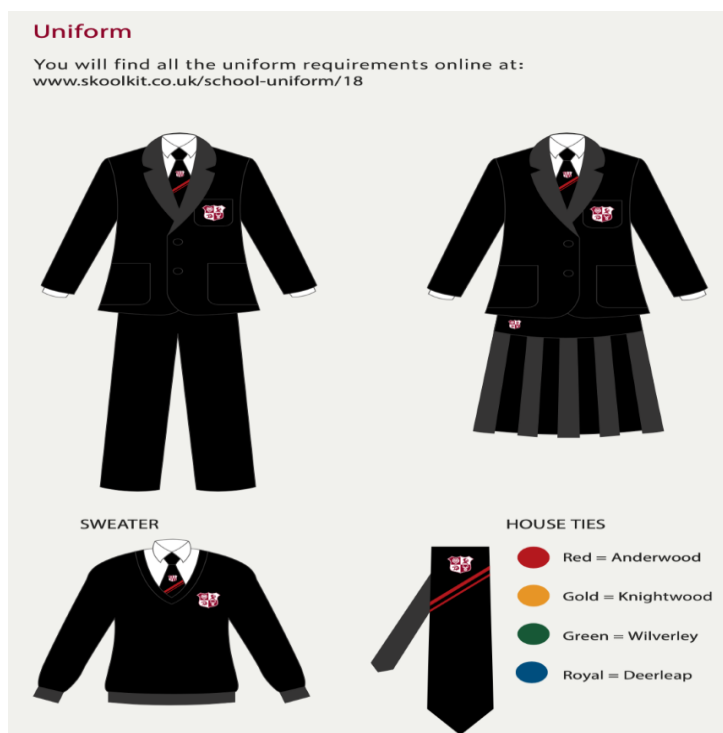 Uniform
You will find all the uniform requirements online at:
www.skoolkit.co.uk/school-uniform/18
SWEATER
HOUSE TIES
Red = Anderwood
Gold = Knightwood
Green = Wilverley
Royal = Deerleap